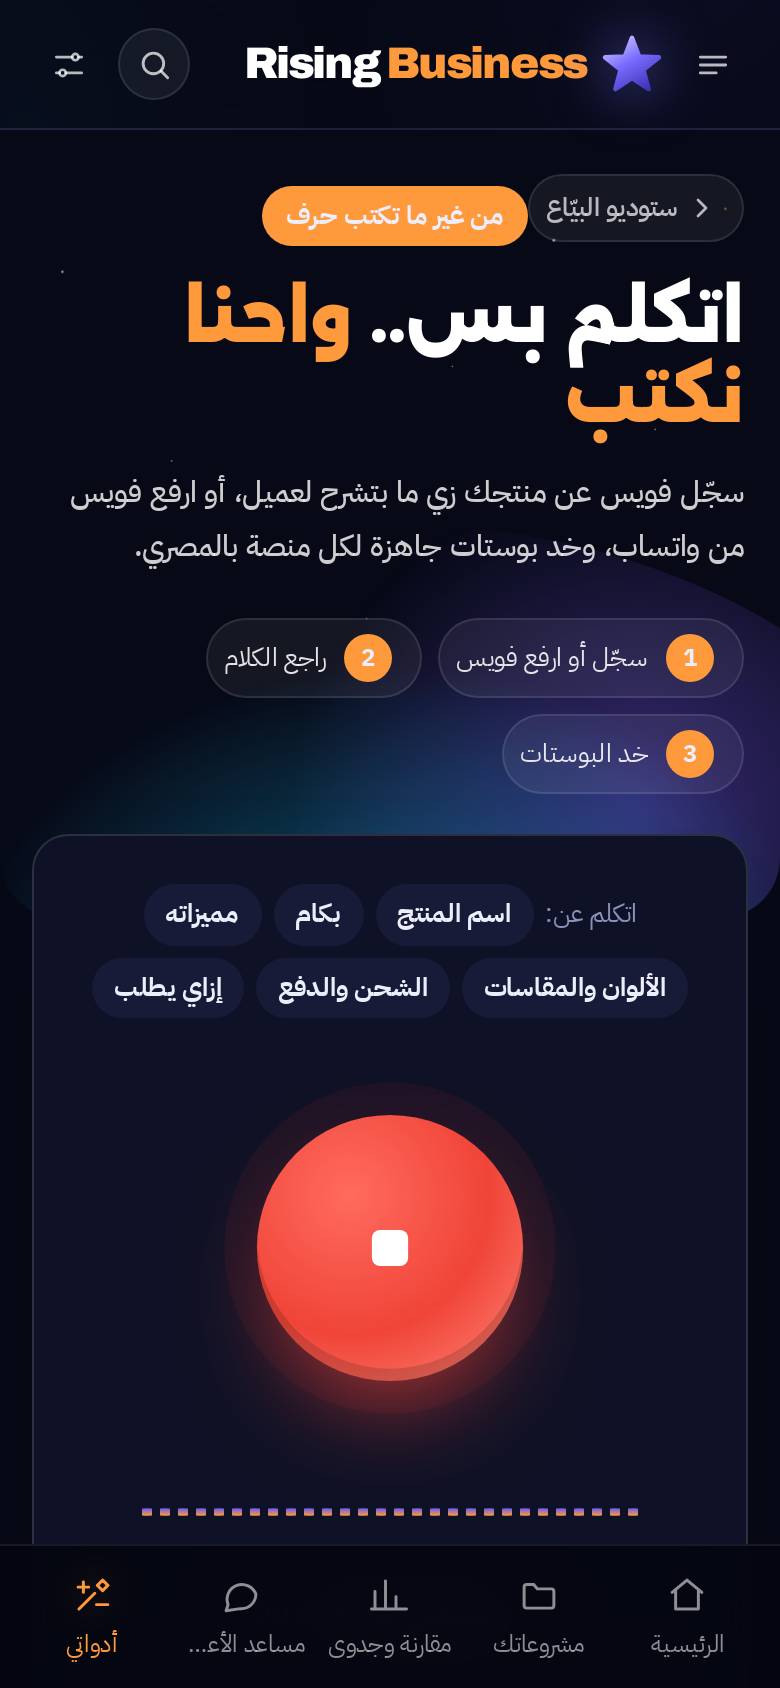 Rising Business
ستوديو البيّاع
من غير ما تكتب حرف
اتكلم بس.. واحنا
نكتب
سجّل فويس عن منتجك زي ما بتشرح لعميل، أو ارفع فويس
من واتساب، وخد بوستات جاهزة لكل منصة بالمصري.
1 سجّل أو ارفع فويس
2 راجع الكلام
3 خد البوستات
اتكلم عن: اسم المنتج بكام مميزاته
الألوان والمقاسات الشحن والدفع إزاي يطلب
الرئيسية
مشروعاتك
مقارنة وجدوى
مساعد الأعـ...
أدواتي